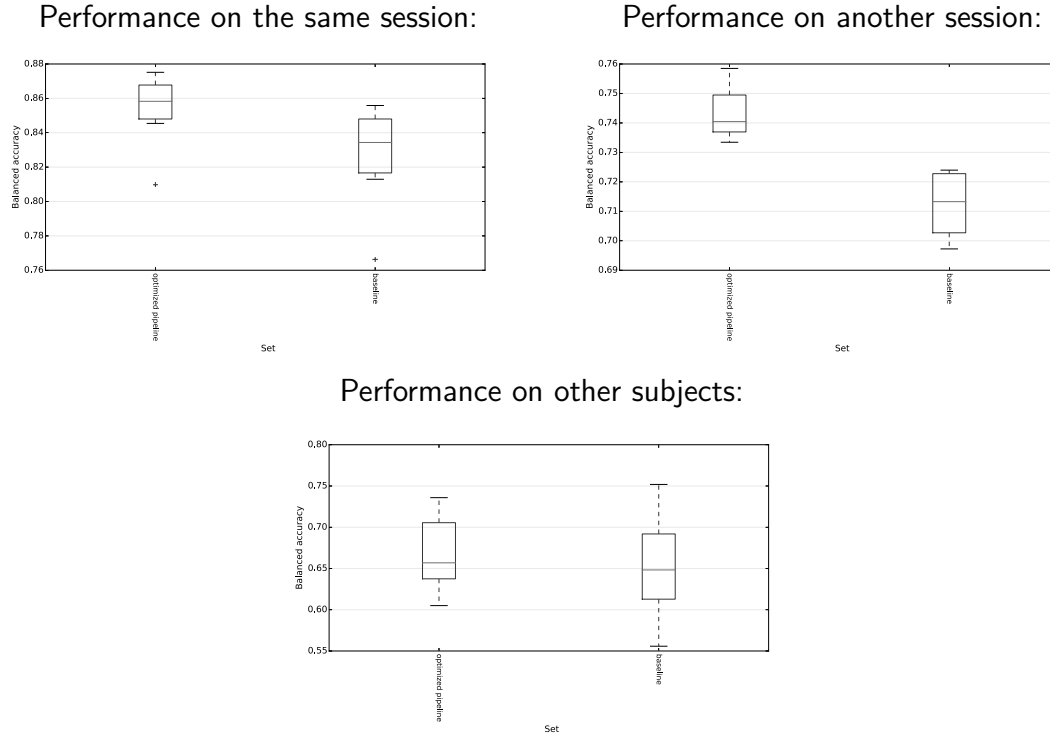 Performance on the same session:
0.88
0.86
0.84
0.82
0.80
0.78
0.76
Balanced accuracy
optimized pipeline
baseline
Set
Performance on another session:
0.76
0.75
0.74
0.73
0.72
0.71
0.70
0.69
Balanced accuracy
optimized pipeline
baseline
Set
Performance on other subjects:
0.80
0.75
0.70
0.65
0.60
0.55
Balanced accuracy
optimized pipeline
baseline
Set